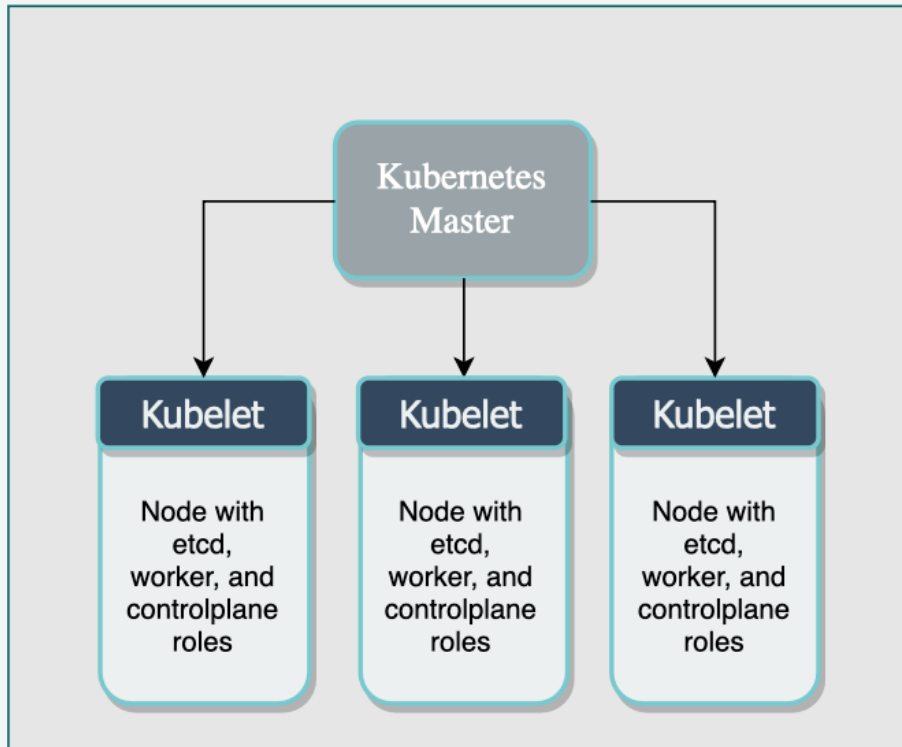 Kubernetes
Master
Kubelet
Node with
etcd,
worker, and
controlplane
roles
Kubelet
Node with
etcd,
worker, and
controlplane
roles
Kubelet
Node with
etcd,
worker, and
controlplane
roles